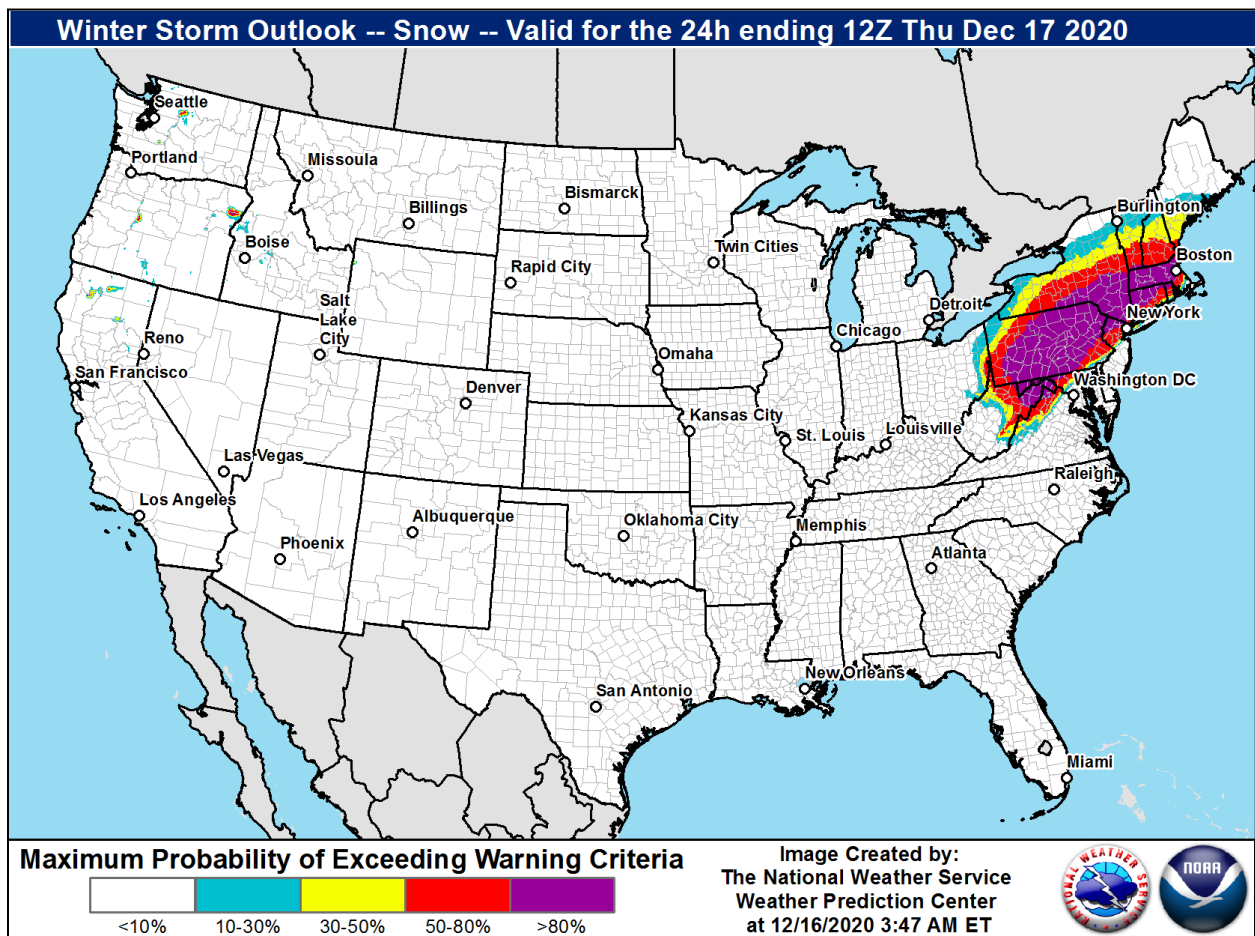 Winter Storm Outlook -- Snow -- Valid for the 24h ending 12Z Thu Dec 17 2020
Seattle
Portland
Missoula
Billings
Bismarck
Boise
Twin Cities
Rapid City
Burlington
Boston
Detroit
New York
Chicago
Salt
Lake
City
Reno
San Francisco
Omaha
Denver
Washington DC
Kansas City
St. Louis
Louisville
Las Vegas
Raleigh
Los Angeles
Albuquerque
Oklahoma City
Memphis
Phoenix
Atlanta
San Antonio
New Orleans
Miami
Maximum Probability of Exceeding Warning Criteria
<10%
10-30%
30-50%
50-80%
>80%
Image Created by:
The National Weather Service
Weather Prediction Center
at 12/16/2020 3:47 AM ET
NATIONAL WEATHER SERVICE
NOAA